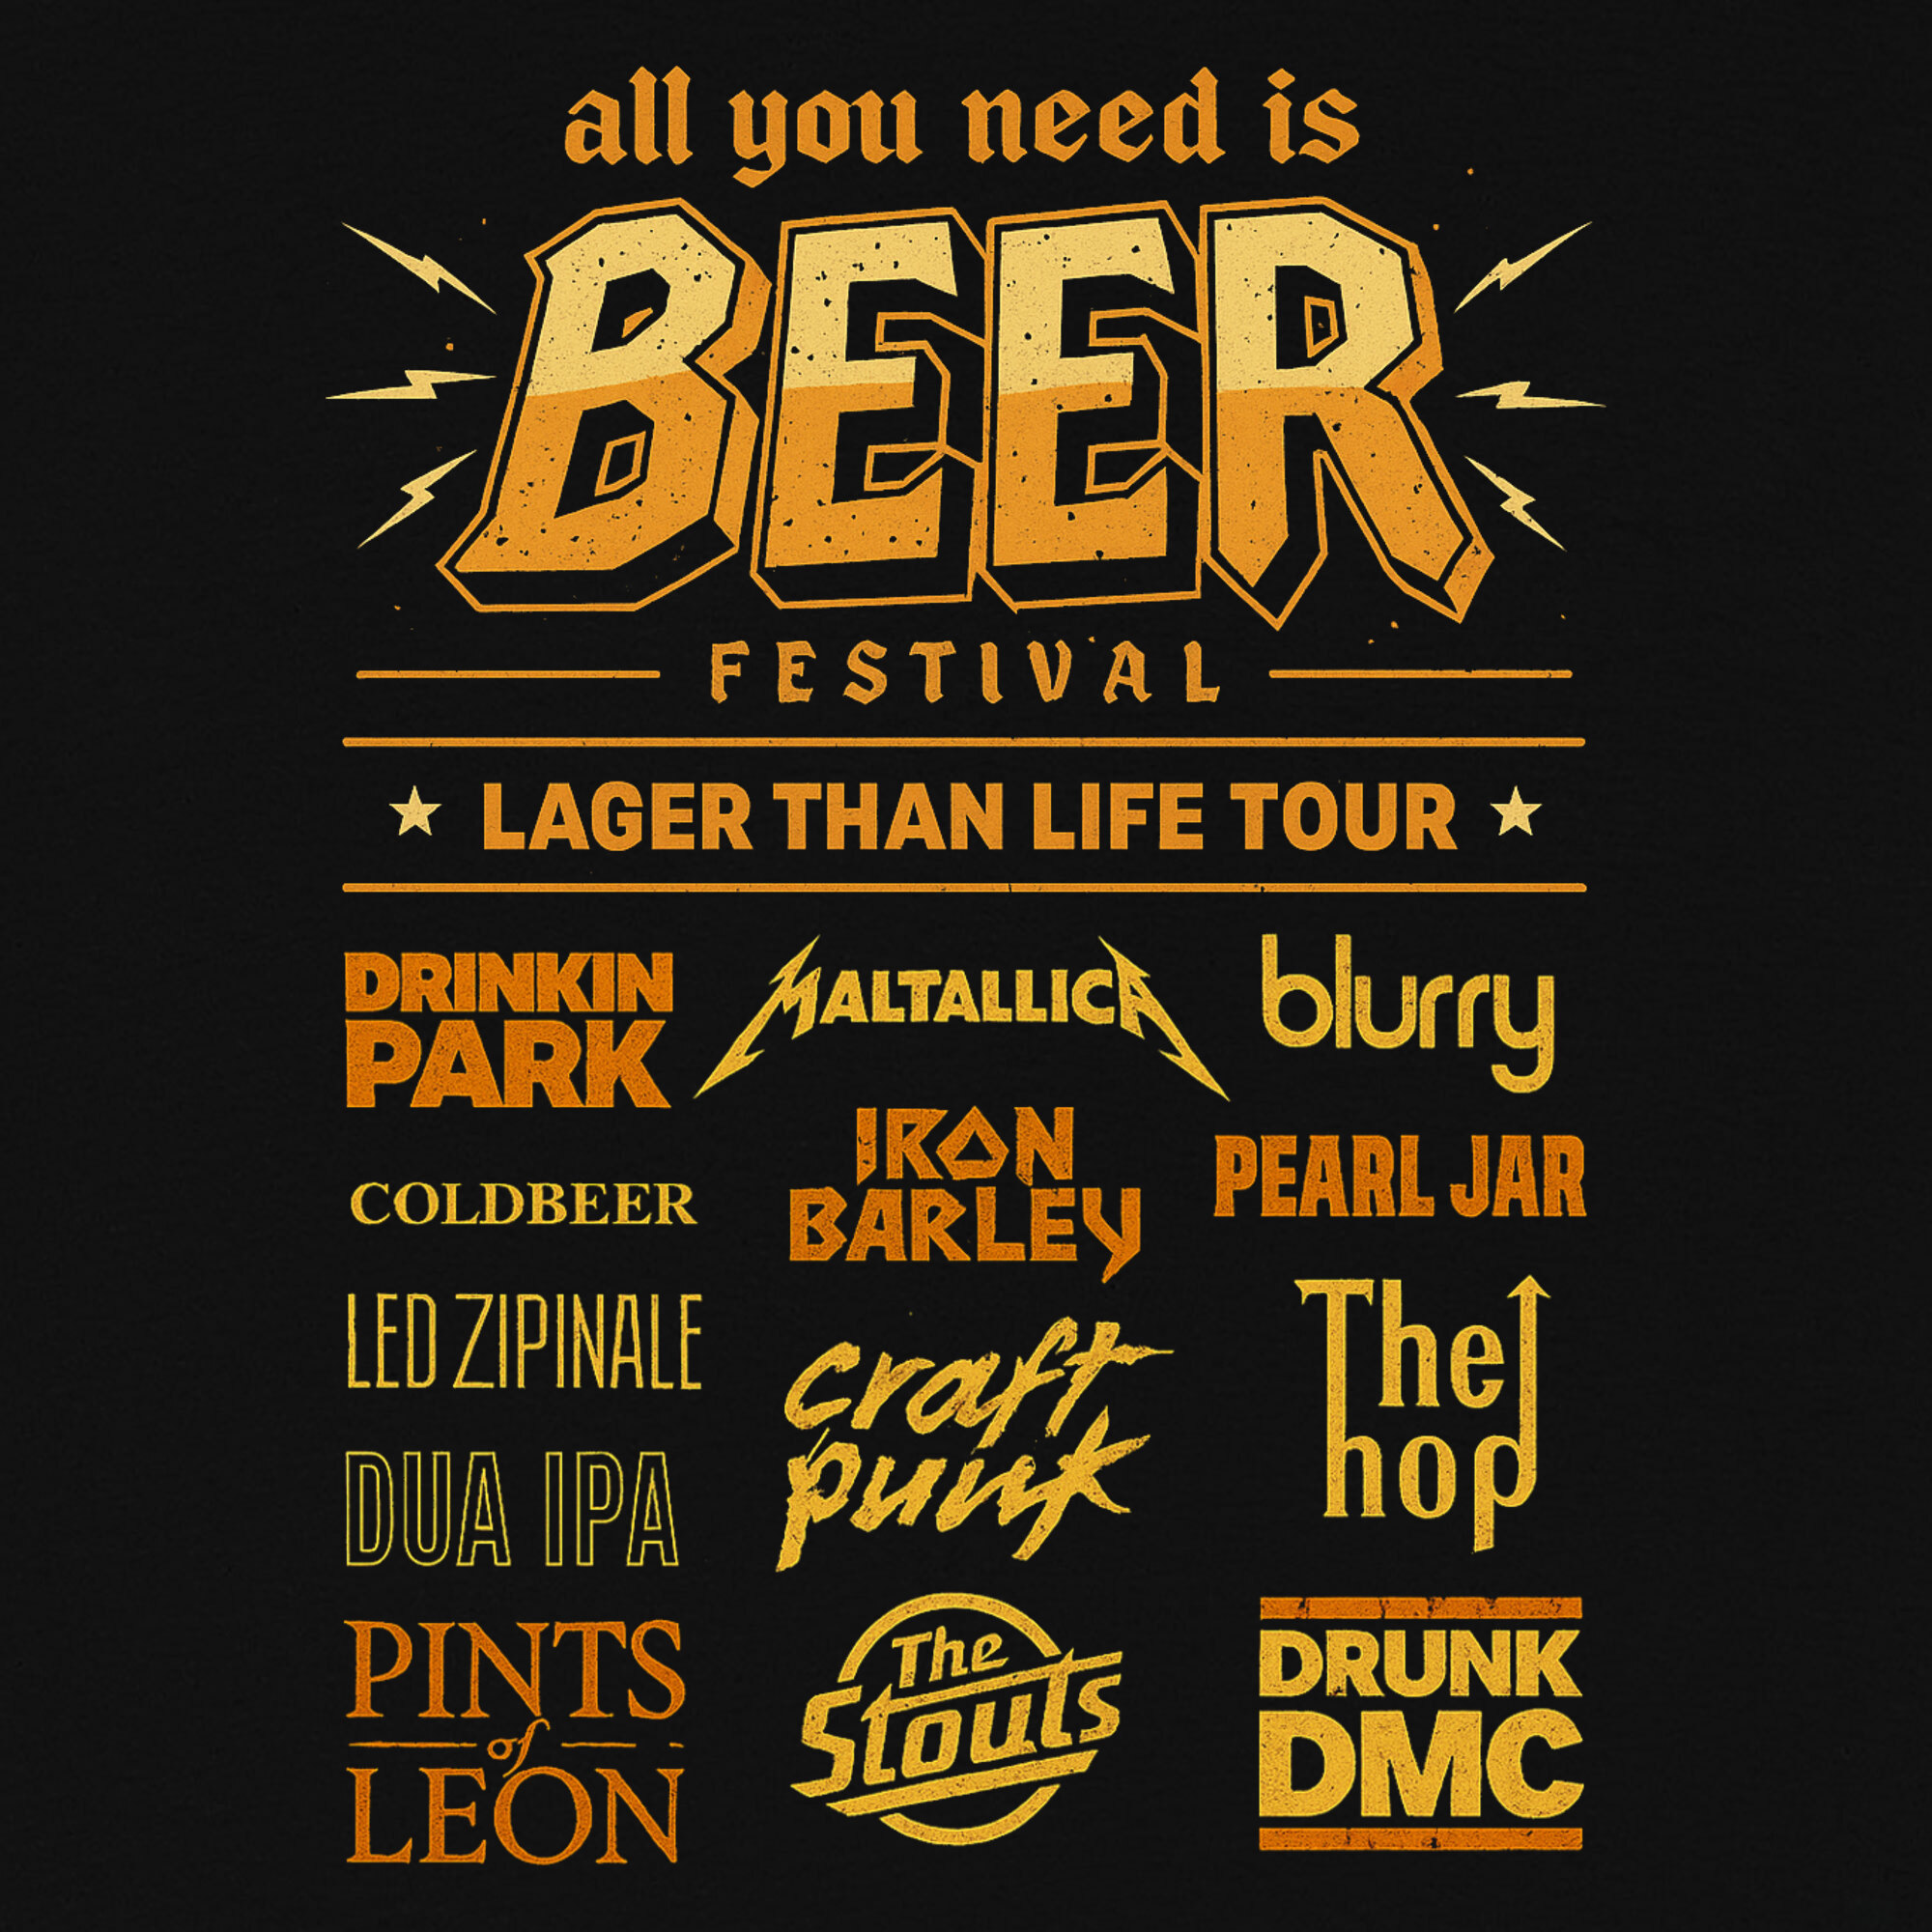 all you need is
BEER
FESTIVAL
LAGER THAN LIFE TOUR
DRINKIN
PARK
MALTALLICA
blurry
COLDBEER
IRON
BARLEY
PEARL JAR
LED ZIPINALE
craft
punk
The
hop
DUA IPA
PINTS
of
LEON
The
Stouts
DRUNK
DMC